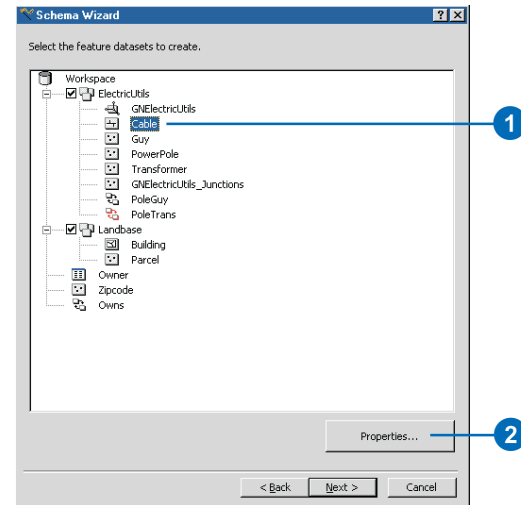 Schema Wizard
Select the feature datasets to create.
Workspace
ElectricUtils
GNElectricUtils
Cable
1
Guy
PowerPole
Transformer
GNElectricUtils_Junctions
PoleGuy
PoleTrans
Landbase
Building
Parcel
Owner
Zipcode
Owns
Properties...
2
< Back Next > Cancel